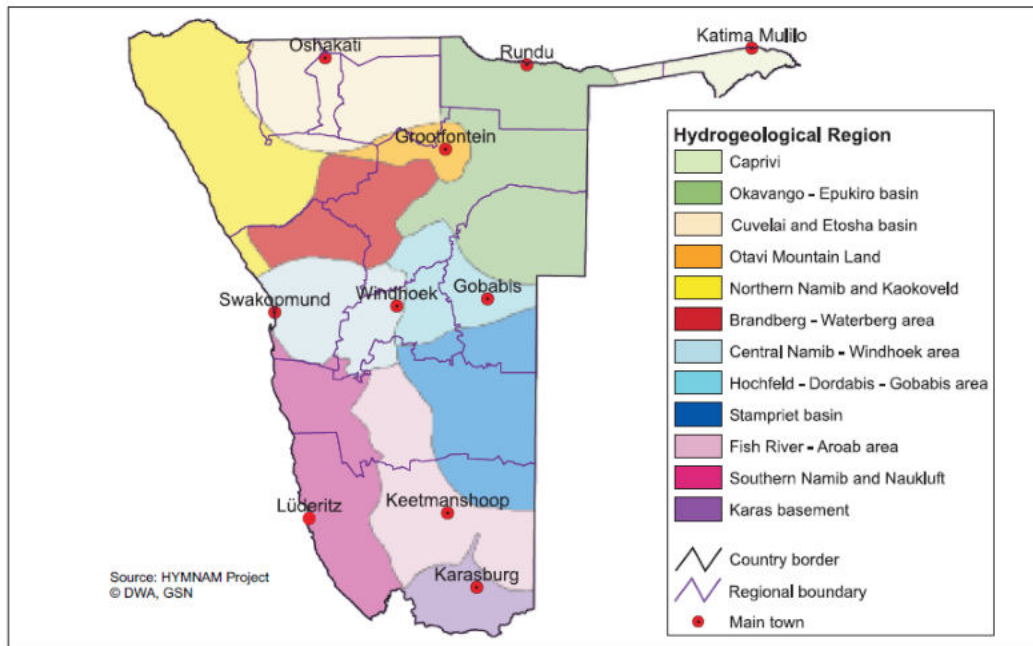 Katima Mulilo
Oshakati
Rundu
Grootfontein
Swakopmund
Windhoek
Gobabis
Lüderitz
Keetmanshoop
Karasburg
Source: HYMNAM Project
© DWA, GSN
Hydrogeological Region
Caprivi
Okavango - Epukiro basin
Cuvelai and Etosha basin
Otavi Mountain Land
Northern Namib and Kaokoveld
Brandberg - Waterberg area
Central Namib - Windhoek area
Hochfeld - Dordabis - Gobabis area
Stampriet basin
Fish River - Aroab area
Southern Namib and Naukluft
Karas basement
Country border
Regional boundary
Main town